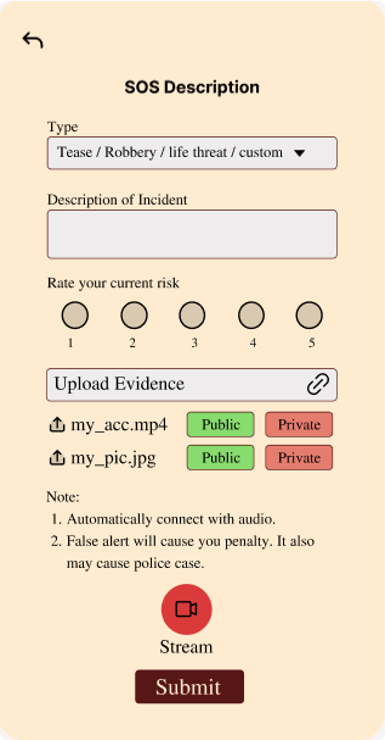 SOS Description
Type
Tease / Robbery / life threat / custom
Description of Incident
Rate your current risk
1 2 3 4 5
Upload Evidence
my_acc.mp4 Public Private
my_pic.jpg Public Private
Note:
1. Automatically connect with audio.
2. False alert will cause you penalty. It also
may cause police case.
Stream
Submit